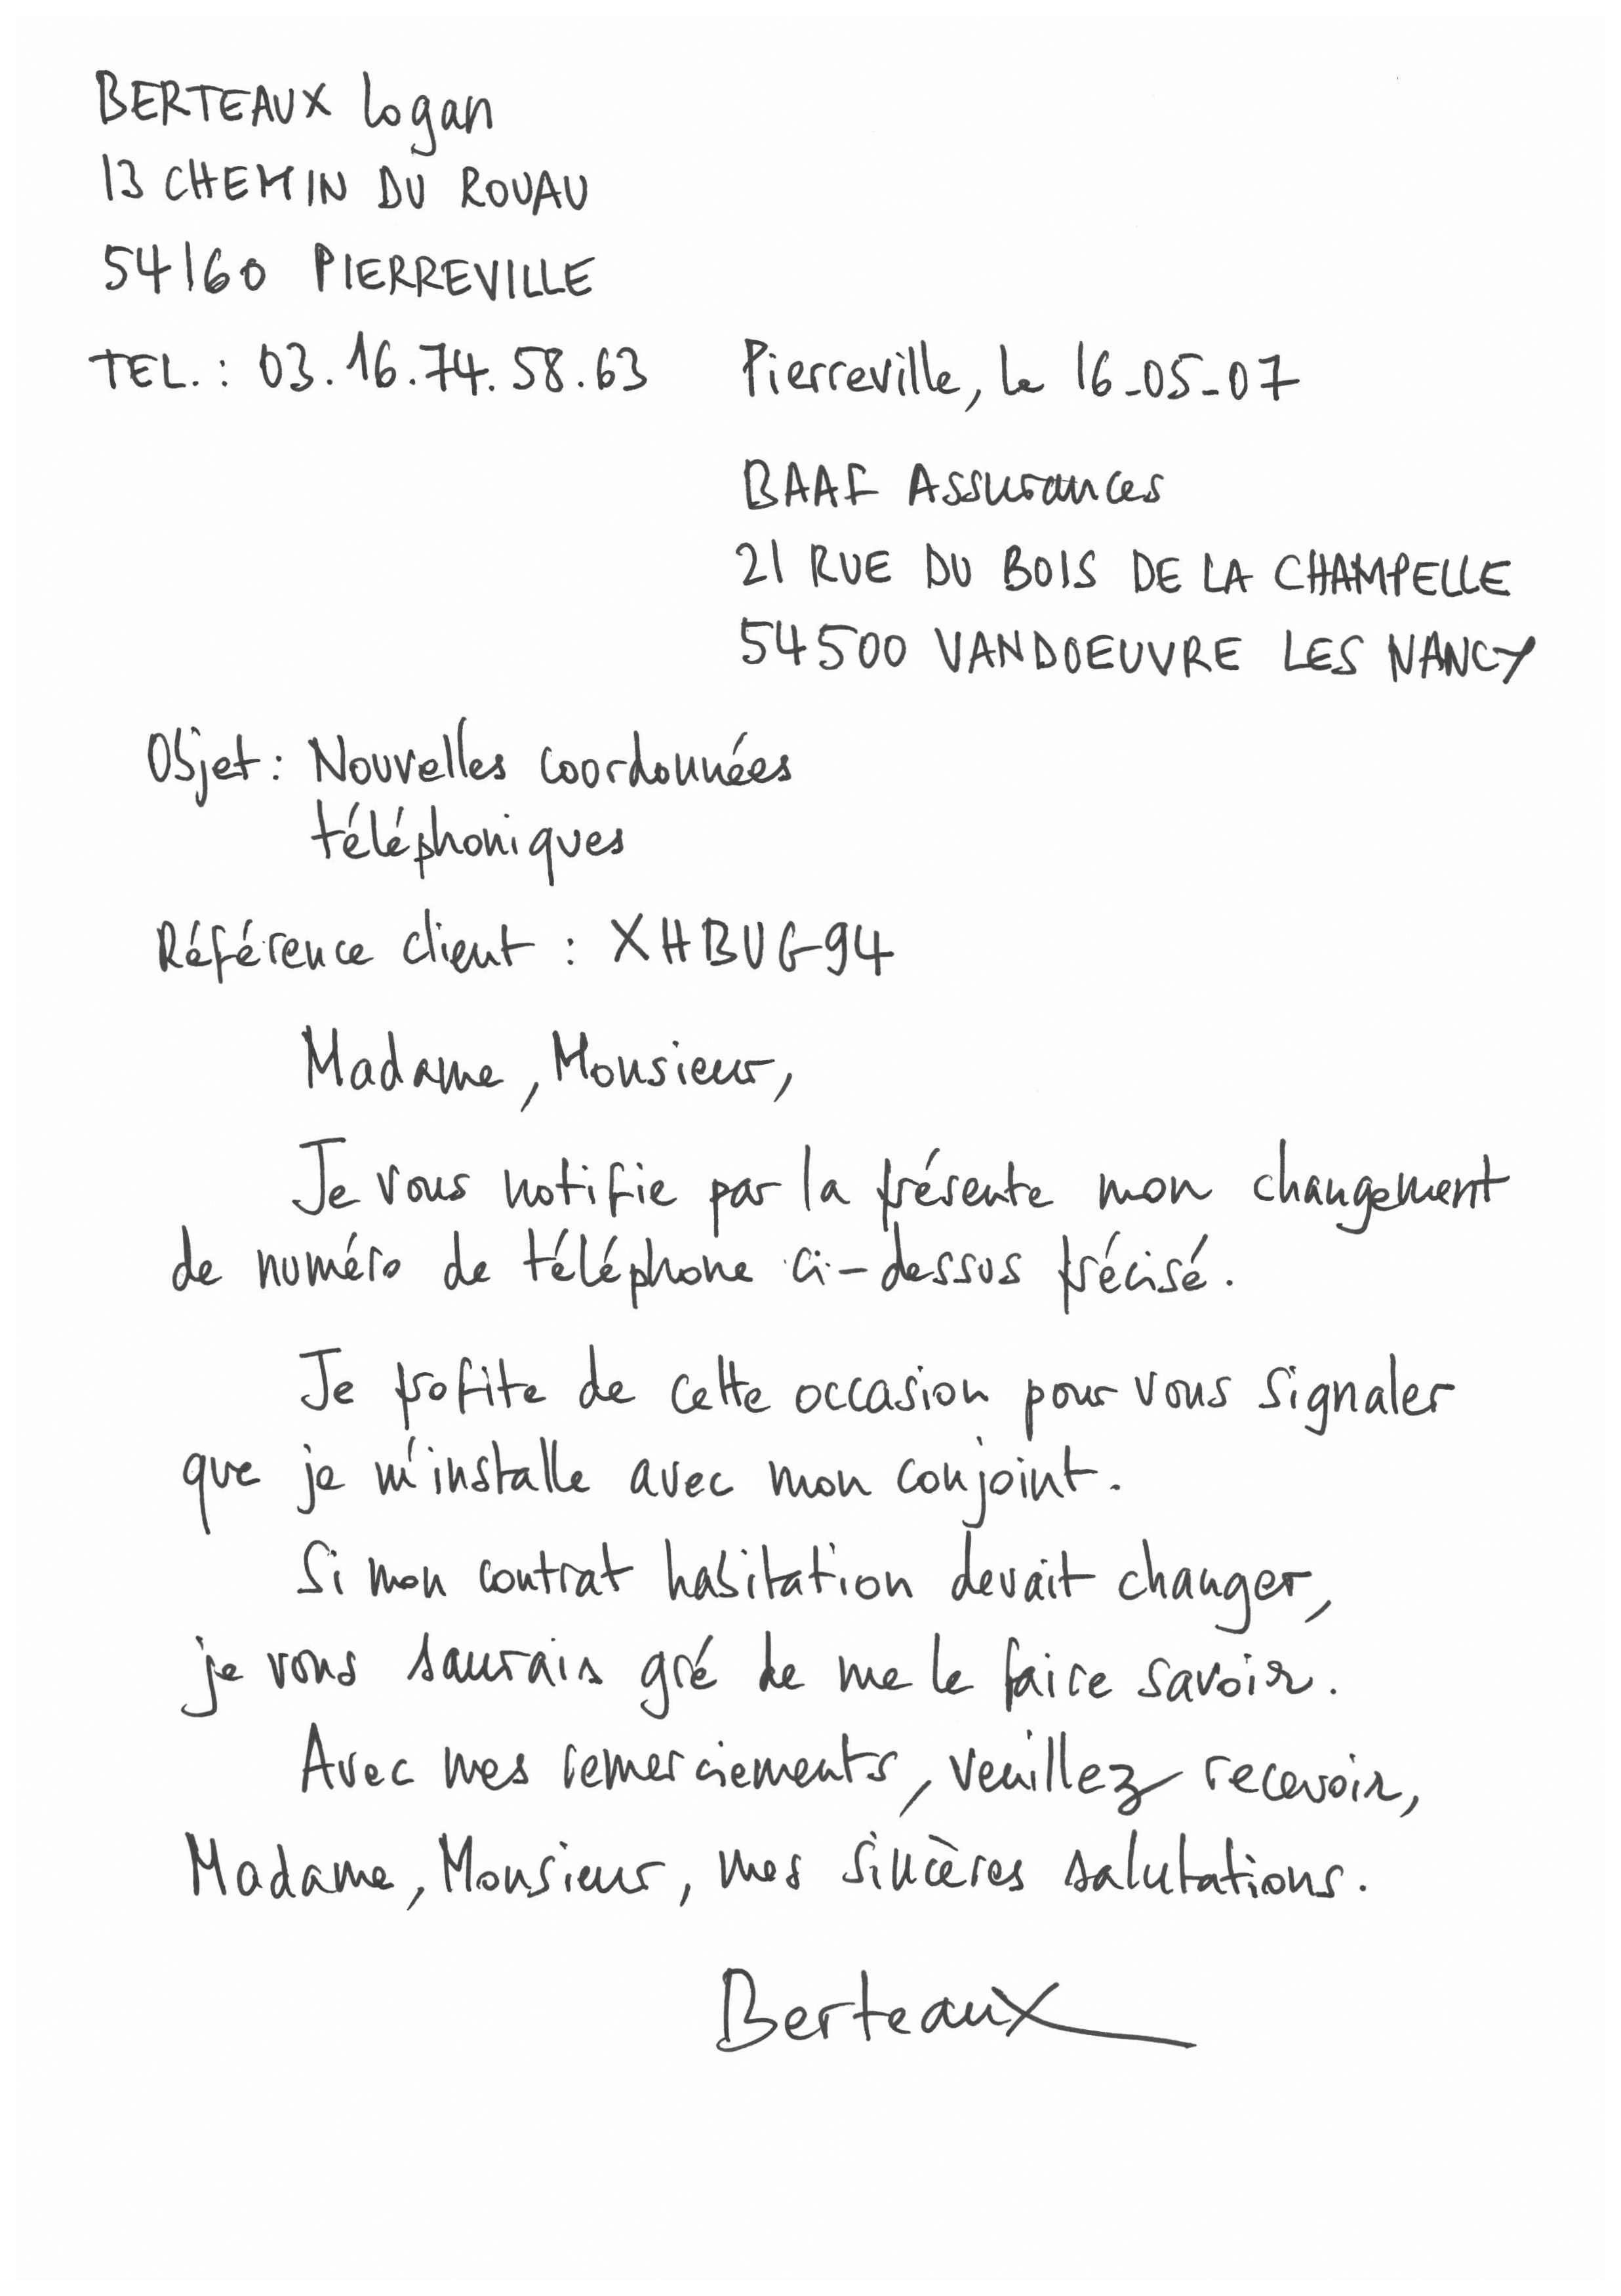 BERTEAUX Logan
13 CHEMIN DU ROUAU
54160 PIERREVILLE
TEL. : 03.16.74.58.63
Pierreville, le 16-05-07
BAAF Assurances
21 RUE DU BOIS DE LA CHAMPELLE
54500 VANDOEUVRE LES NANCY
Objet : Nouvelles coordonnées
téléphoniques
Référence client : XHBUG94
Madame, Monsieur,
Je vous notifie par la présente mon changement
de numéro de téléphone ci-dessus précisé.
Je profite de cette occasion pour vous signaler
que je m'installe avec mon conjoint.
Si mon contrat habitation devait changer,
je vous saurais gré de me le faire savoir.
Avec mes remerciements, veuillez recevoir,
Madame, Monsieur, mes sincères salutations.
Berteaux